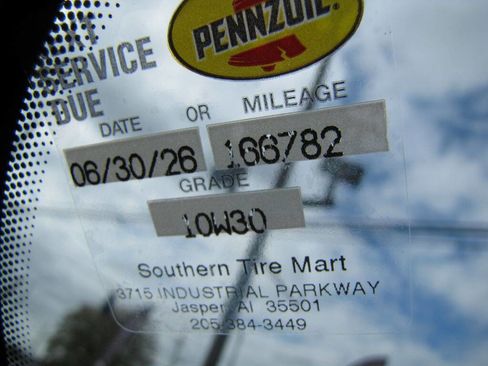 PENNZOIL
NEXT
SERVICE
DUE
DATE OR MILEAGE
06/30/26 166782
GRADE
10W30
Southern Tire Mart
3715 INDUSTRIAL PARKWAY
Jasper, Al 35501
205-384-3449